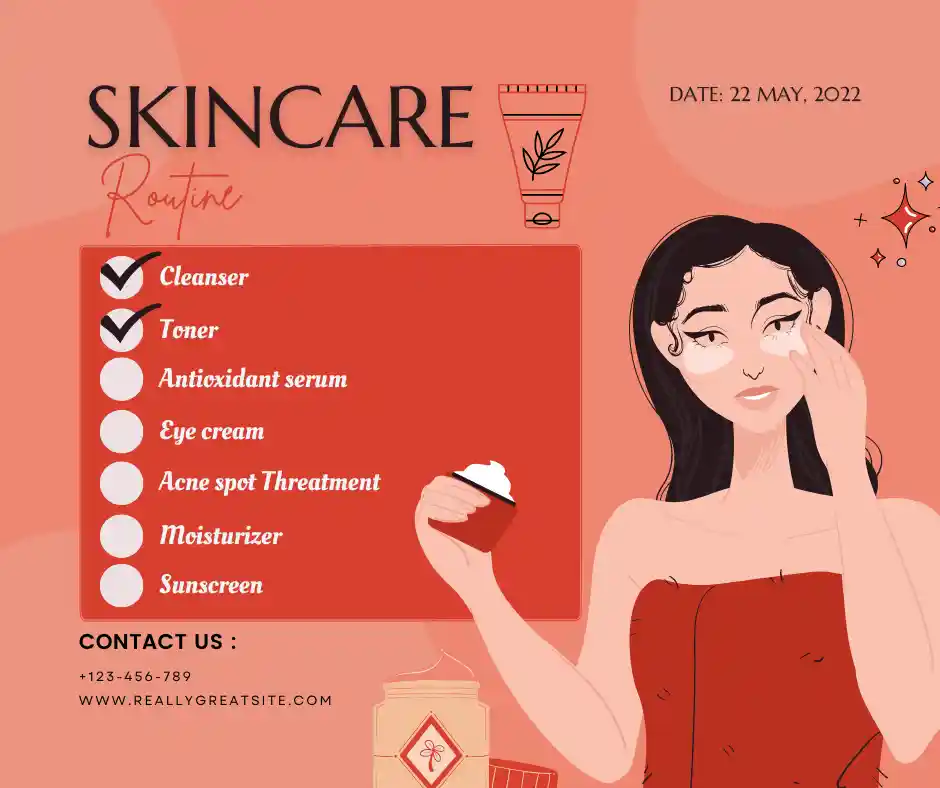 SKINCARE
Routine
DATE: 22 MAY, 2022
Cleanser
Toner
Antioxidant serum
Eye cream
Acne spot Threatment
Moisturizer
Sunscreen
CONTACT US :
+123-456-789
WWW.REALLYGREATSITE.COM